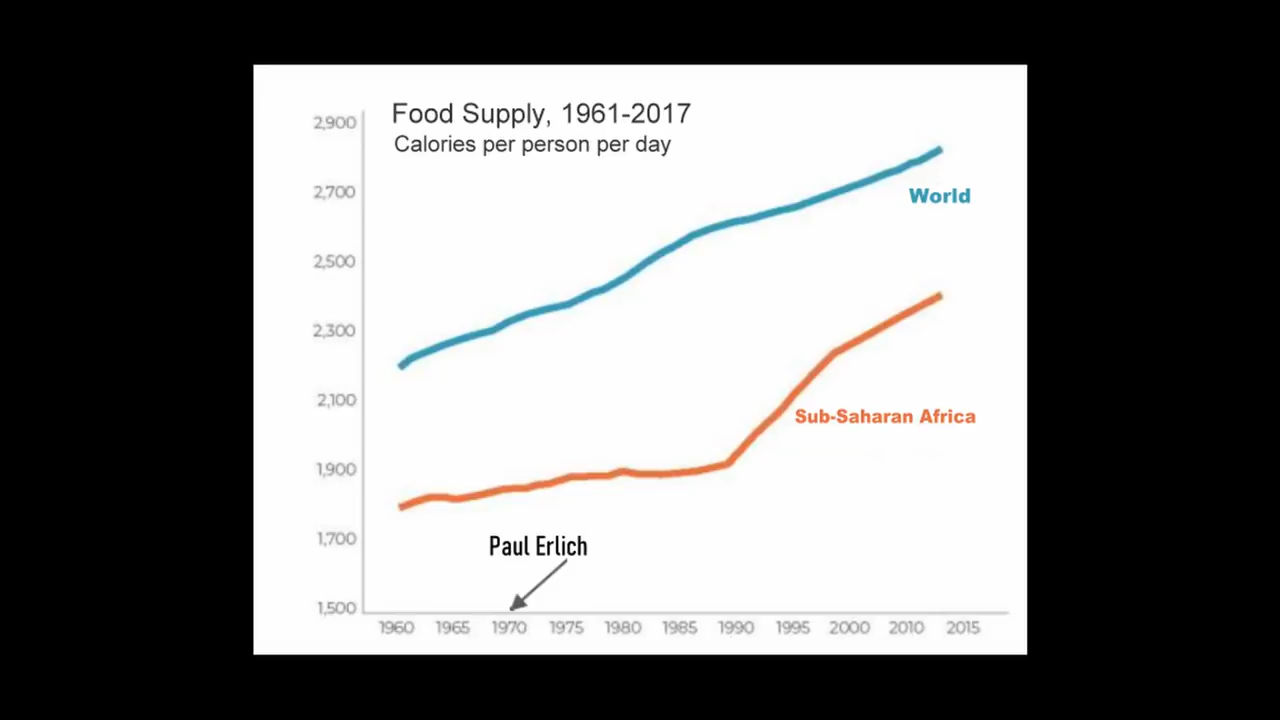 Food Supply, 1961-2017
Calories per person per day
2,900
2,700
2,500
2,300
2,100
1,900
1,700
1,500
World
Sub-Saharan Africa
Paul Erlich
1960 1965 1970 1975 1980 1985 1990 1995 2000 2010 2015